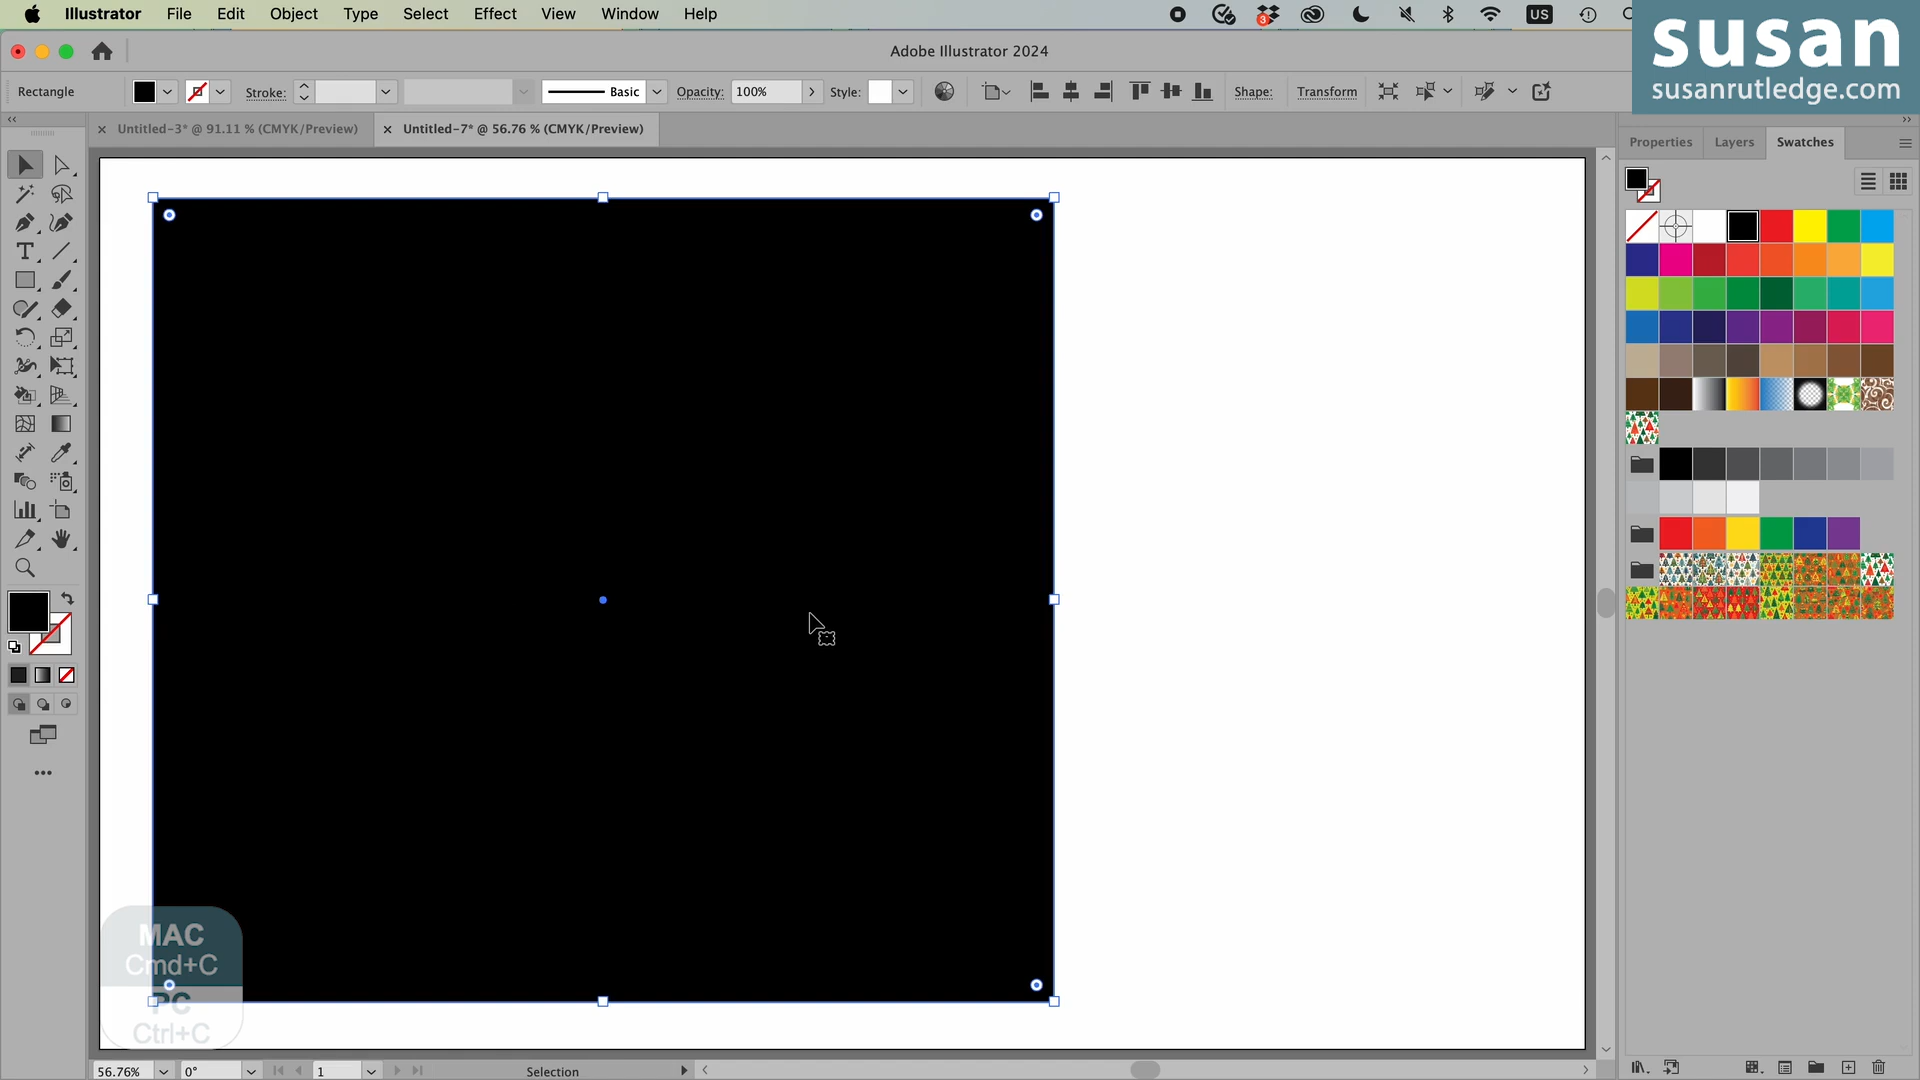 Illustrator File Edit Object Type Select Effect View Window Help
3
US
susan
susanrutledge.com
Adobe Illustrator 2024
Rectangle
Stroke:
Basic
Opacity:
100%
Style:
Shape:
Transform
Untitled-3* @ 91.11 % (CMYK/Preview)
Untitled-7* @ 56.76 % (CMYK/Preview)
Properties
Layers
Swatches
MAC
Cmd+C
PC
Ctrl+C
56.76%
0°
1
Selection